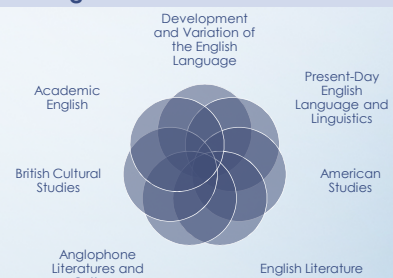 Development
and Variation of
the English
Language
Present-Day
English
Language and
Linguistics
Academic
English
British Cultural
Studies
American
Studies
Anglophone
Literatures and
English Literature